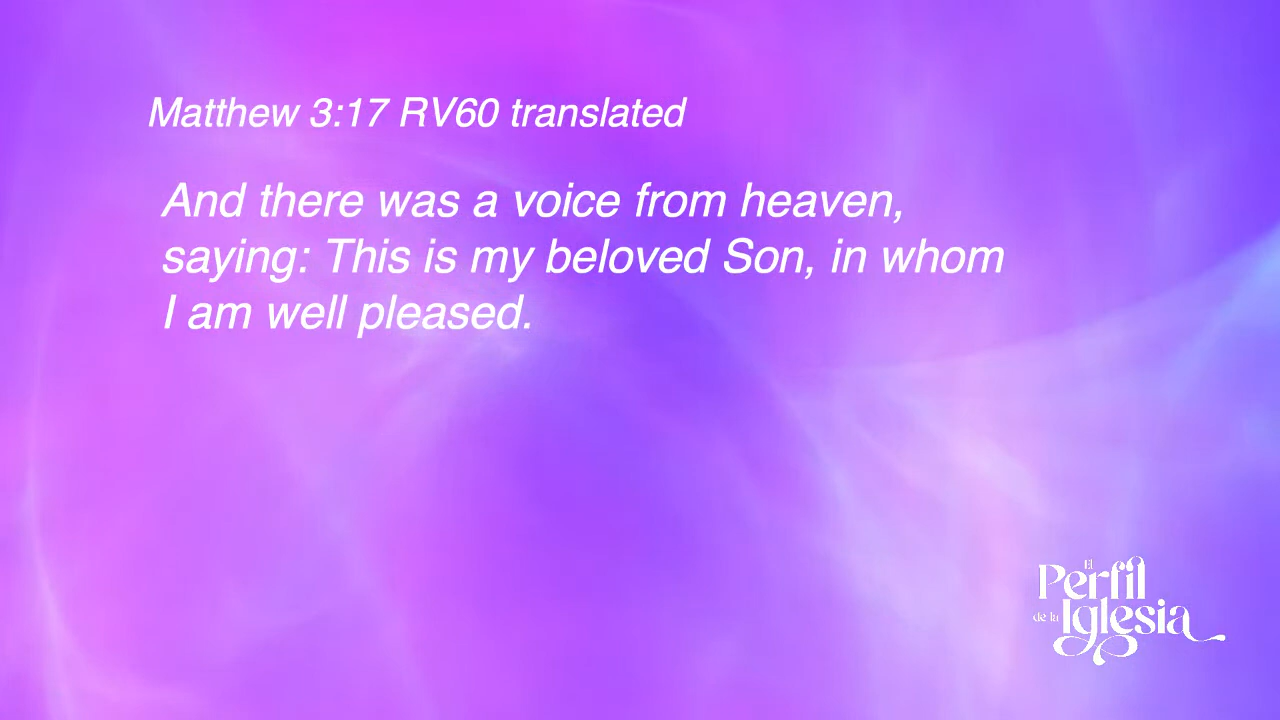 Matthew 3:17 RV60 translated
And there was a voice from heaven,
saying: This is my beloved Son, in whom
I am well pleased.
El
Perfil
de la Iglesia